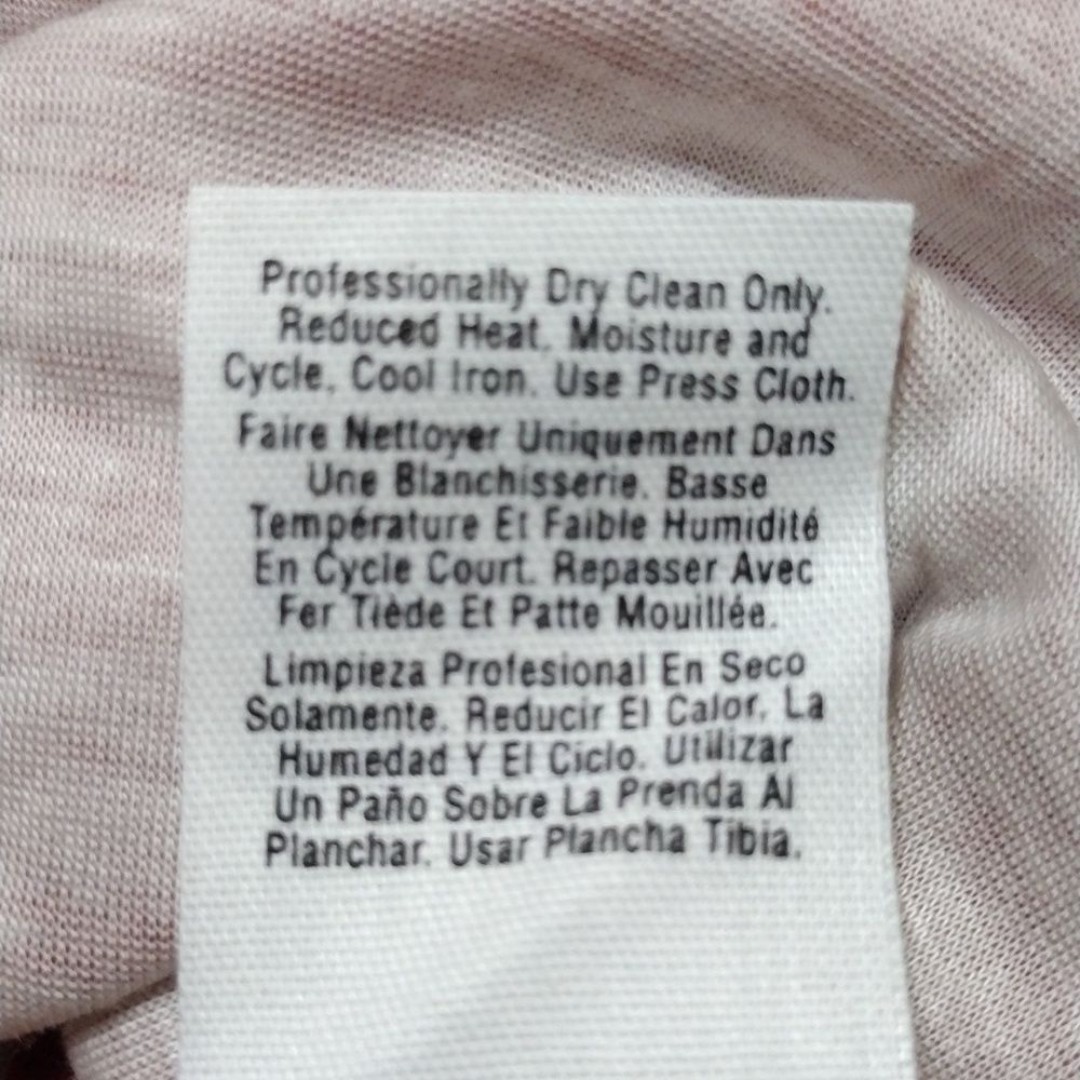 Professionally Dry Clean Only.
Reduced Heat, Moisture and
Cycle. Cool Iron. Use Press Cloth.
Faire Nettoyer Uniquement Dans
Une Blanchisserie. Basse
Température Et Faible Humidité
En Cycle Court. Repasser Avec
Fer Tiède Et Patte Mouillée.
Limpieza Profesional En Seco
Solamente. Reducir El Calor, La
Humedad Y El Ciclo. Utilizar
Un Paño Sobre La Prenda Al
Planchar. Usar Plancha Tibia.